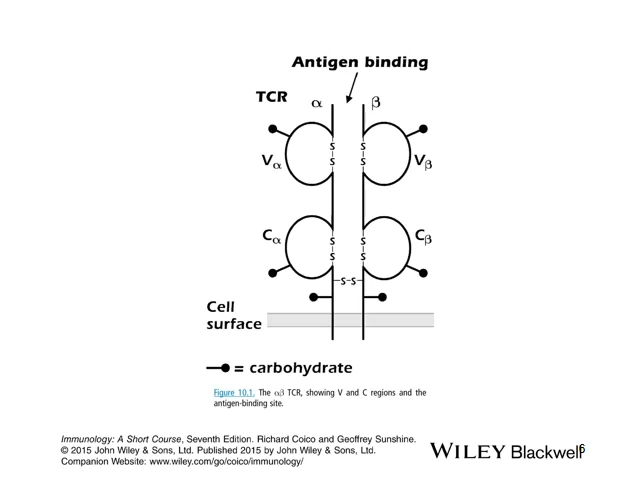 Antigen binding
TCR
α β
S S
Vα S S Vβ
Cα S S Cβ
S S
S-S
Cell
surface
= carbohydrate
Figure 10.1. The αβ TCR, showing V and C regions and the
antigen-binding site.
Immunology: A Short Course, Seventh Edition. Richard Coico and Geoffrey Sunshine.
© 2015 John Wiley & Sons, Ltd. Published 2015 by John Wiley & Sons, Ltd.
Companion Website: www.wiley.com/go/coico/immunology/
WILEY Blackwell
6